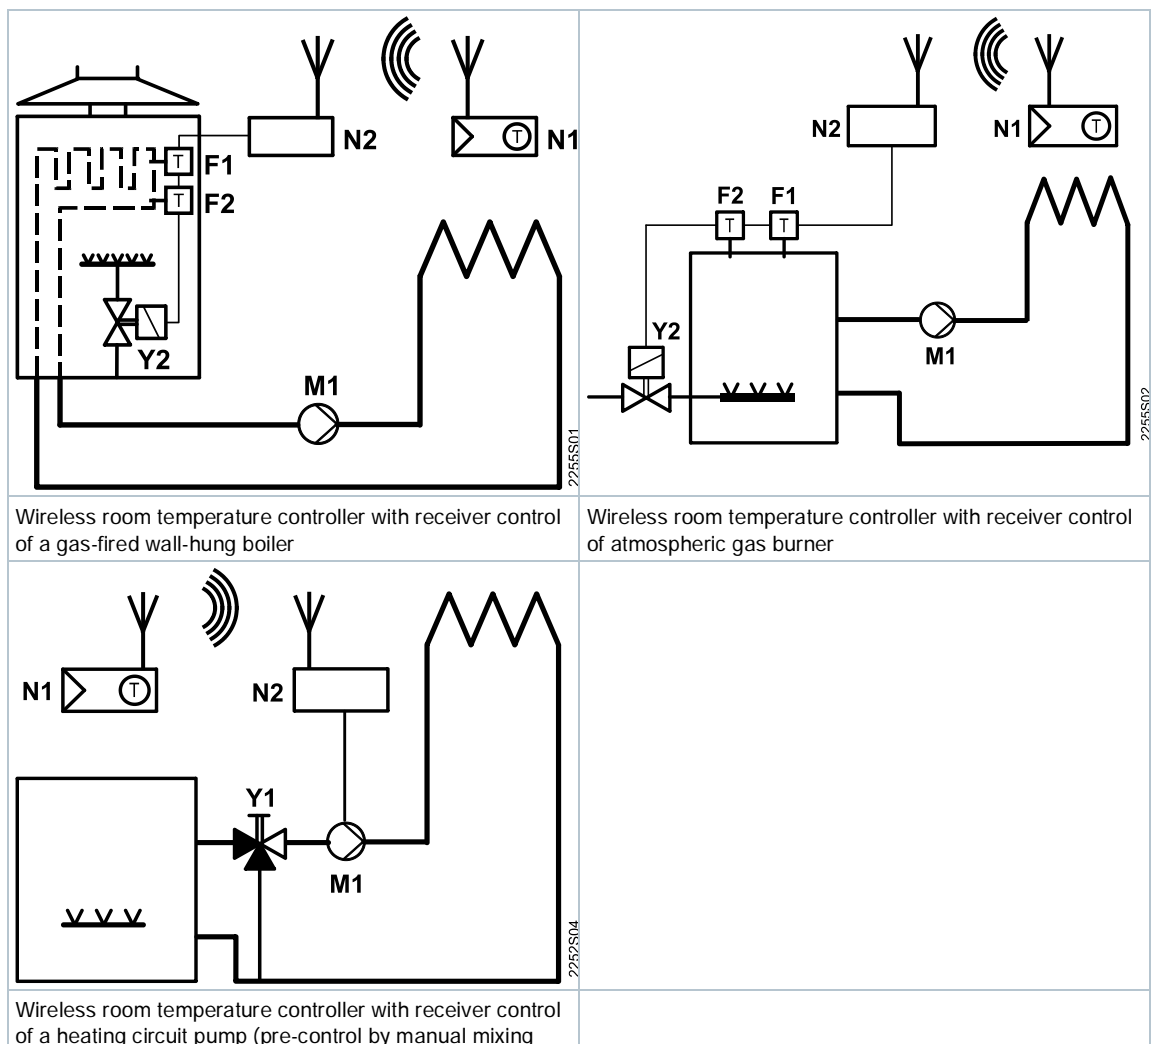 N2
N1
T
T
F1
T
F2
Y2
M1
2255S01
N2
N1
T
F2
F1
T
T
Y2
M1
2255S02
Wireless room temperature controller with receiver control
of a gas-fired wall-hung boiler
Wireless room temperature controller with receiver control
of atmospheric gas burner
N1
T
N2
Y1
M1
2252S04
Wireless room temperature controller with receiver control
of a heating circuit pump (pre-control by manual mixing